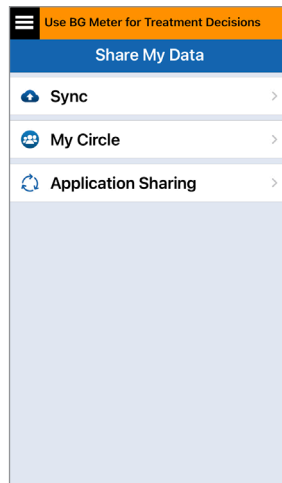 Use BG Meter for Treatment Decisions
Share My Data
Sync
My Circle
Application Sharing